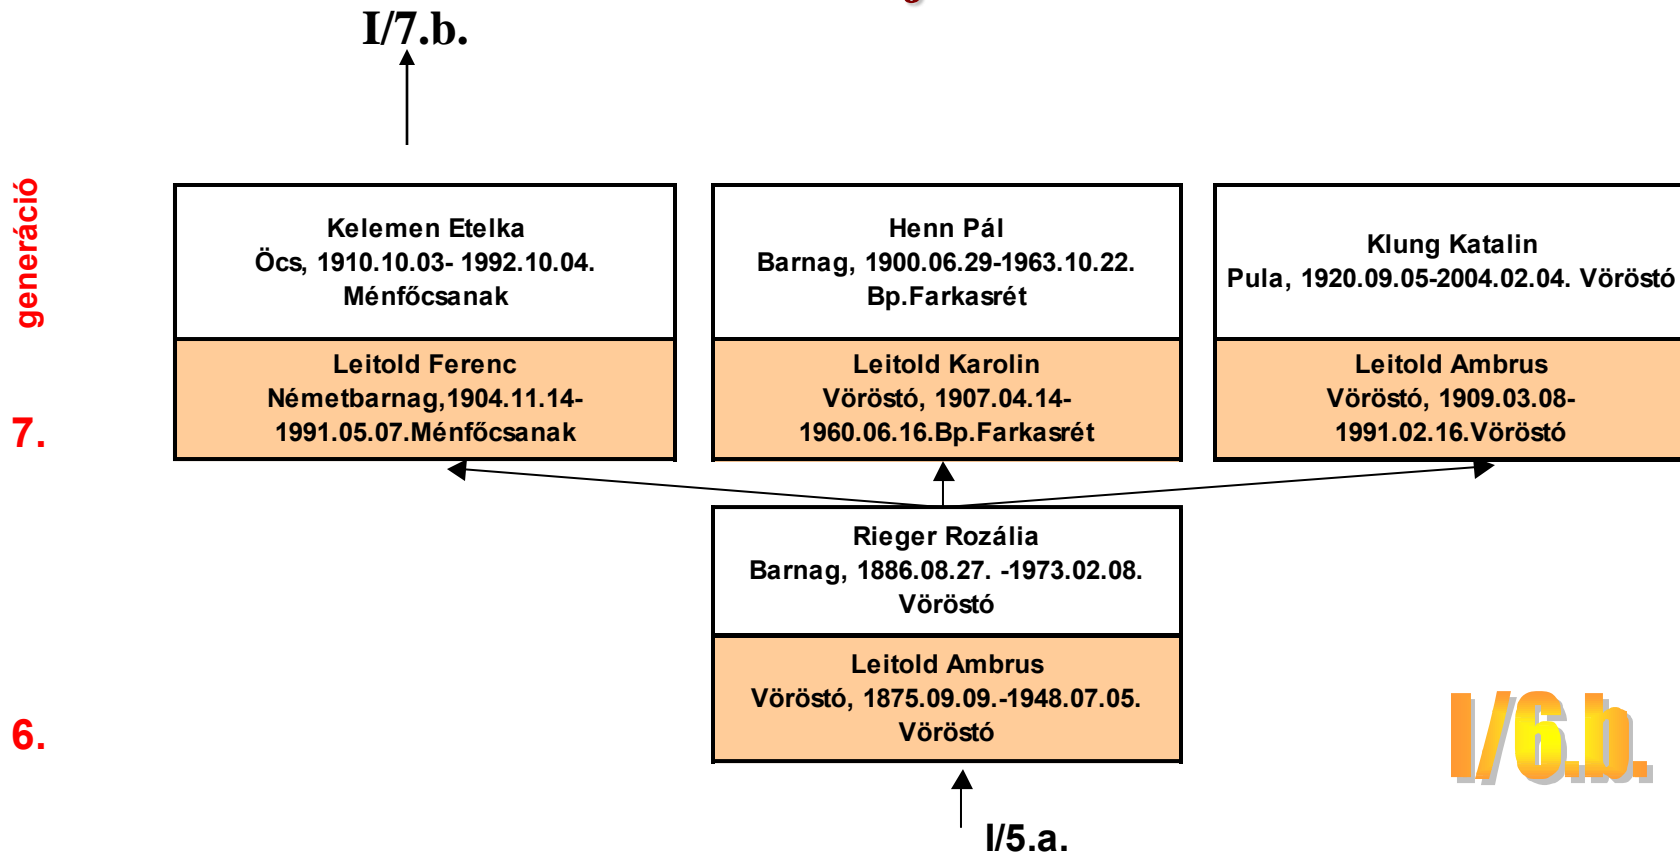 I/7.b.
generáció
Kelemen Etelka
Öcs, 1910.10.03- 1992.10.04.
Ménfőcsanak
Henn Pál
Barnag, 1900.06.29-1963.10.22.
Bp.Farkasrét
Klung Katalin
Pula, 1920.09.05-2004.02.04. Vöröstó
7.
Leitold Ferenc
Németbarnag,1904.11.14-
1991.05.07.Ménfőcsanak
Leitold Karolin
Vöröstó, 1907.04.14-
1960.06.16.Bp.Farkasrét
Leitold Ambrus
Vöröstó, 1909.03.08-
1991.02.16.Vöröstó
Rieger Rozália
Barnag, 1886.08.27. -1973.02.08.
Vöröstó
6.
Leitold Ambrus
Vöröstó, 1875.09.09.-1948.07.05.
Vöröstó
I/6.b.
I/5.a.